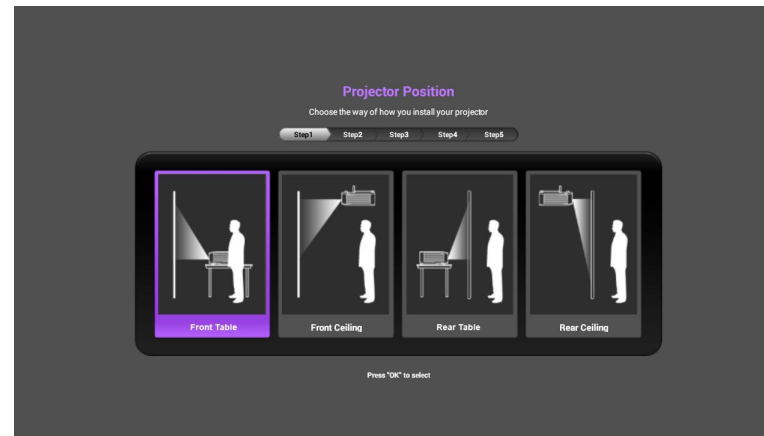 Projector Position
Choose the way of how you install your projector
Step1 Step2 Step3 Step4 Step5
Front Table Front Ceiling Rear Table Rear Ceiling
Press "OK" to select